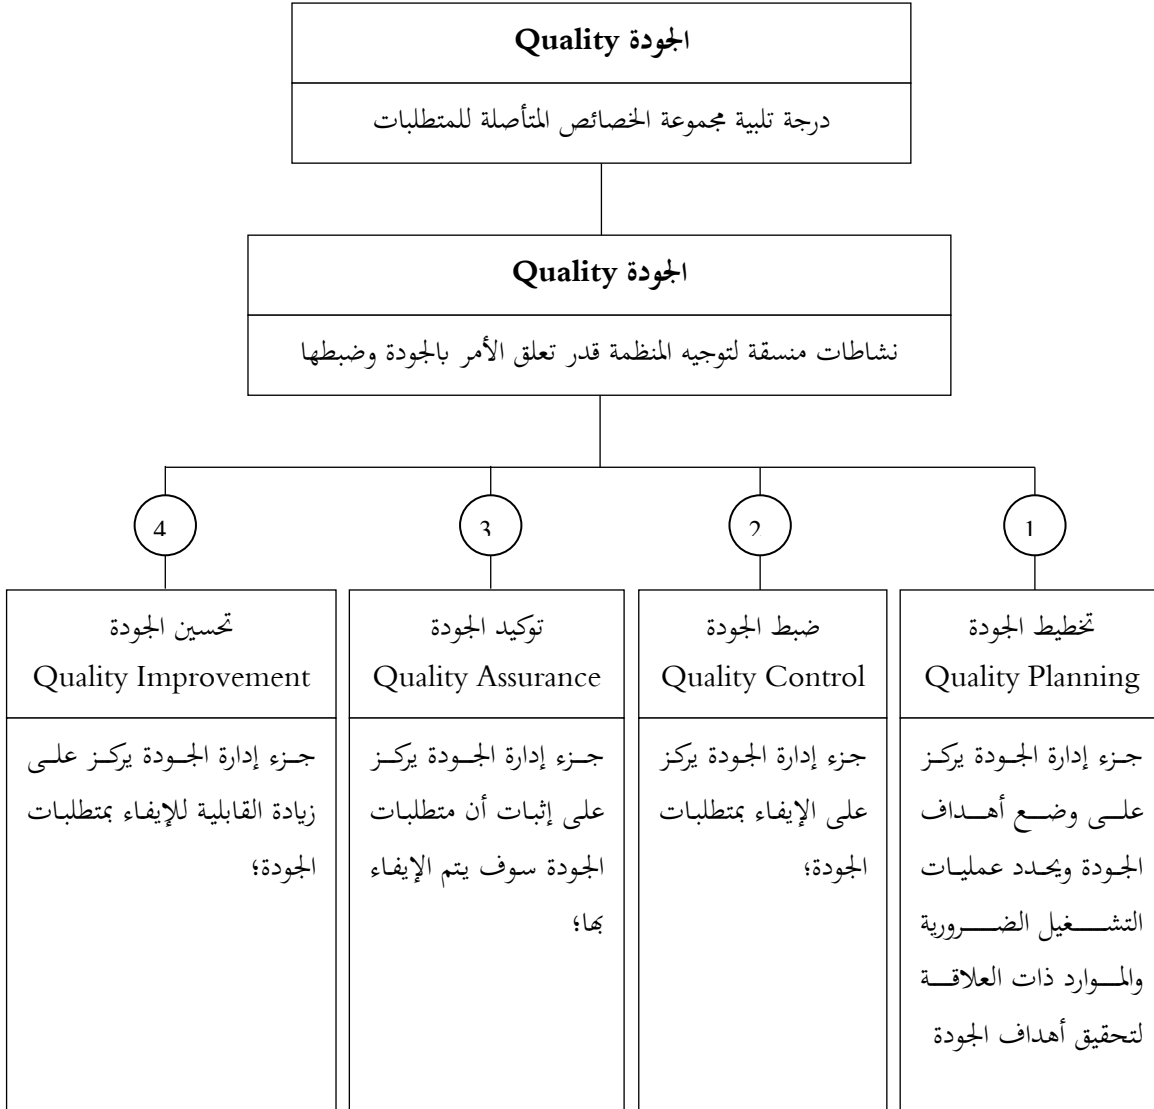 الجودة Quality
درجة تلبية مجموعة الخصائص المتأصلة للمتطلبات
الجودة Quality
نشاطات منسقة لتوجيه المنظمة قدر تعلق الأمر بالجودة وضبطها
1
2
3
4
تخطيط الجودة
Quality Planning
جزء إدارة الجودة يركز
على وضع أهداف
الجودة ويحدد عمليات
التشغيل الضرورية
والموارد ذات العلاقة
لتحقيق أهداف الجودة
ضبط الجودة
Quality Control
جزء إدارة الجودة يركز
على الإيفاء بمتطلبات
الجودة؛
توكيد الجودة
Quality Assurance
جزء إدارة الجودة يركز
على إثبات أن متطلبات
الجودة سوف يتم الإيفاء
بها؛
تحسين الجودة
Quality Improvement
جزء إدارة الجودة يركز على
زيادة القابلية للإيفاء بمتطلبات
الجودة؛